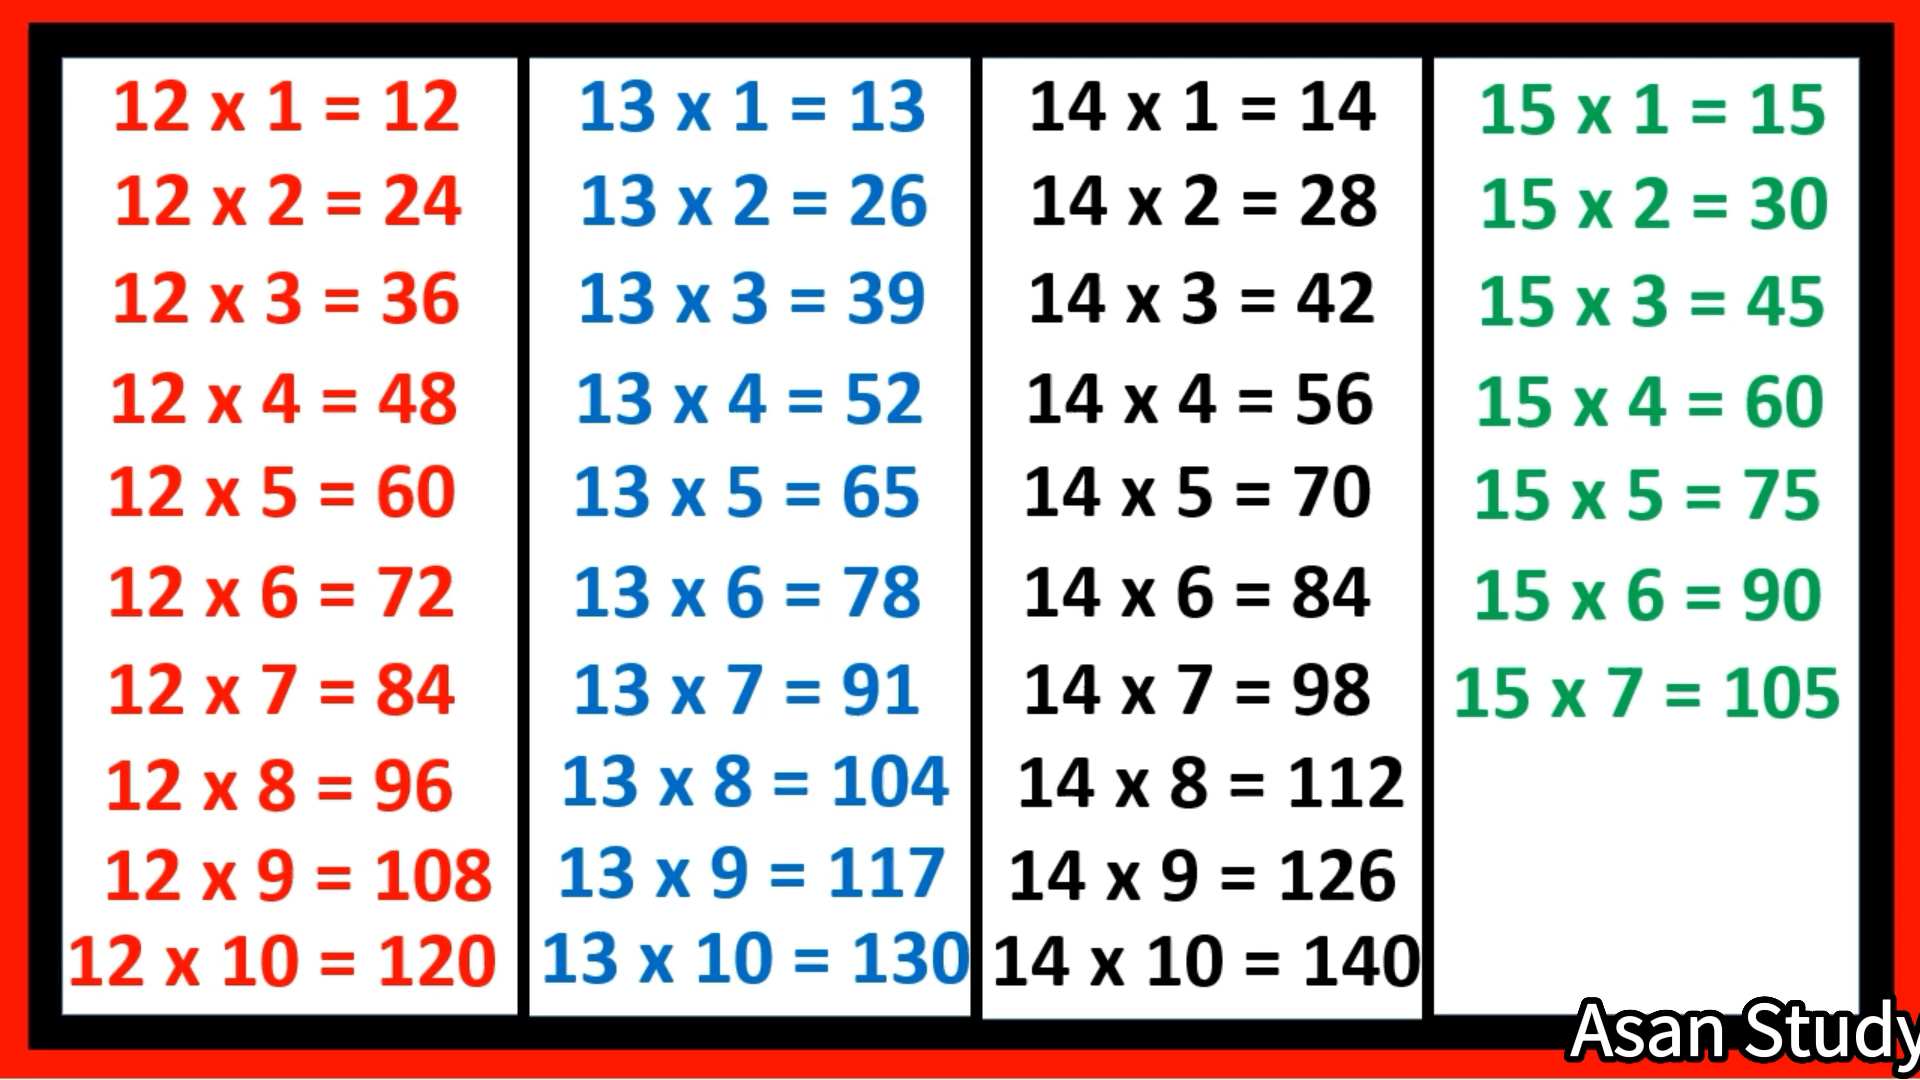 12 x 1 = 12
12 x 2 = 24
12 x 3 = 36
12 x 4 = 48
12 x 5 = 60
12 x 6 = 72
12 x 7 = 84
12 x 8 = 96
12 x 9 = 108
12 x 10 = 120
13 x 1 = 13
13 x 2 = 26
13 x 3 = 39
13 x 4 = 52
13 x 5 = 65
13 x 6 = 78
13 x 7 = 91
13 x 8 = 104
13 x 9 = 117
13 x 10 = 130
14 x 1 = 14
14 x 2 = 28
14 x 3 = 42
14 x 4 = 56
14 x 5 = 70
14 x 6 = 84
14 x 7 = 98
14 x 8 = 112
14 x 9 = 126
14 x 10 = 140
15 x 1 = 15
15 x 2 = 30
15 x 3 = 45
15 x 4 = 60
15 x 5 = 75
15 x 6 = 90
15 x 7 = 105
Asan Study